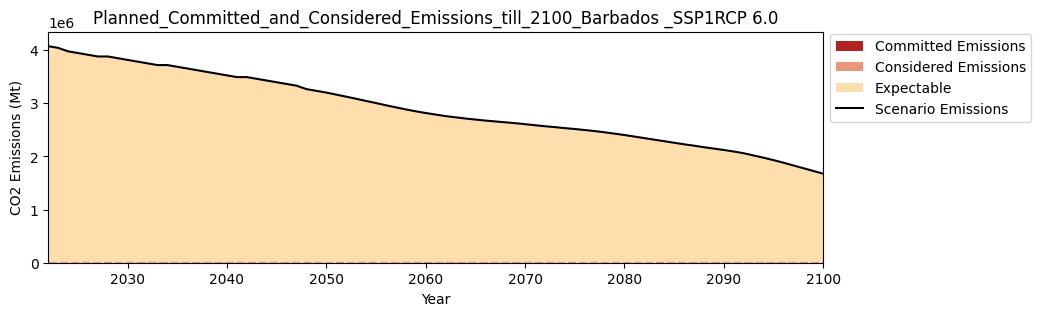 Planned_Committed_and_Considered_Emissions_till_2100_Barbados _SSP1RCP 6.0
1e6
CO2 Emissions (Mt)
4
3
2
1
0
2030 2040 2050 2060 2070 2080 2090 2100
Year
Committed Emissions
Considered Emissions
Expectable
Scenario Emissions